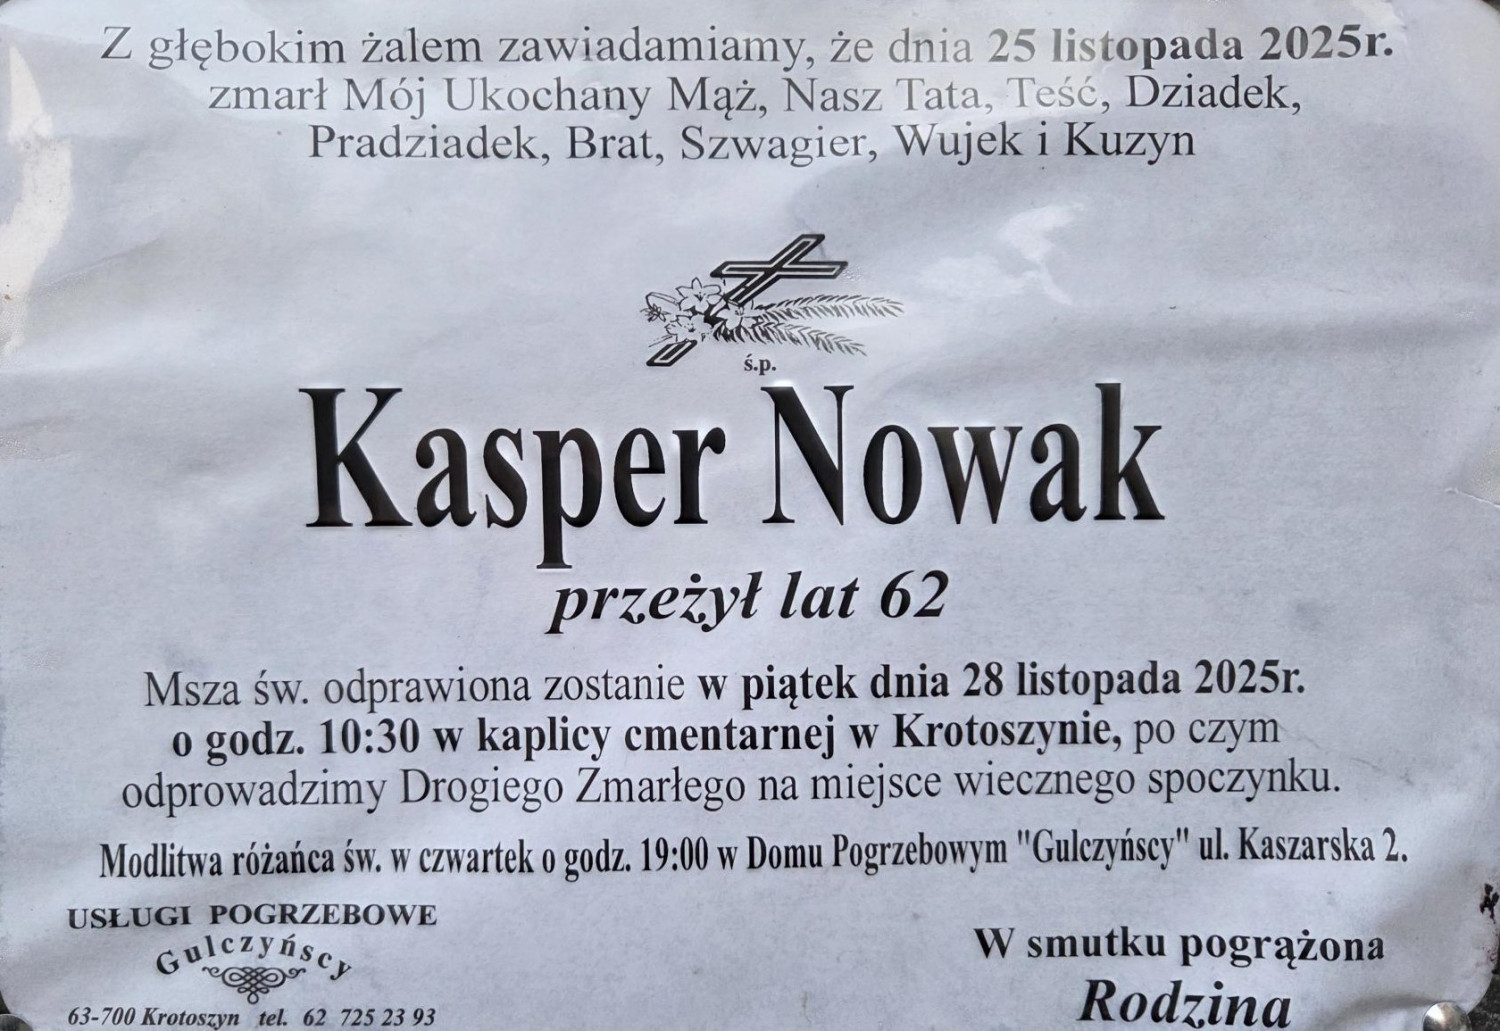 Z głębokim żalem zawiadamiamy, że dnia 25 listopada 2025r.
zmarł Mój Ukochany Mąż, Nasz Tata, Teść, Dziadek,
Pradziadek, Brat, Szwagier, Wujek i Kuzyn
ś.p.
Kasper Nowak
przeżył lat 62
Msza św. odprawiona zostanie w piątek dnia 28 listopada 2025r.
o godz. 10:30 w kaplicy cmentarnej w Krotoszynie, po czym
odprowadzimy Drogiego Zmarłego na miejsce wiecznego spoczynku.
Modlitwa różańca św. w czwartek o godz. 19:00 w Domu Pogrzebowym "Gulczyńscy" ul. Kaszarska 2.
USŁUGI POGRZEBOWE
Gulczyńscy
63-700 Krotoszyn tel. 62 725 23 93
W smutku pogrążona
Rodzina